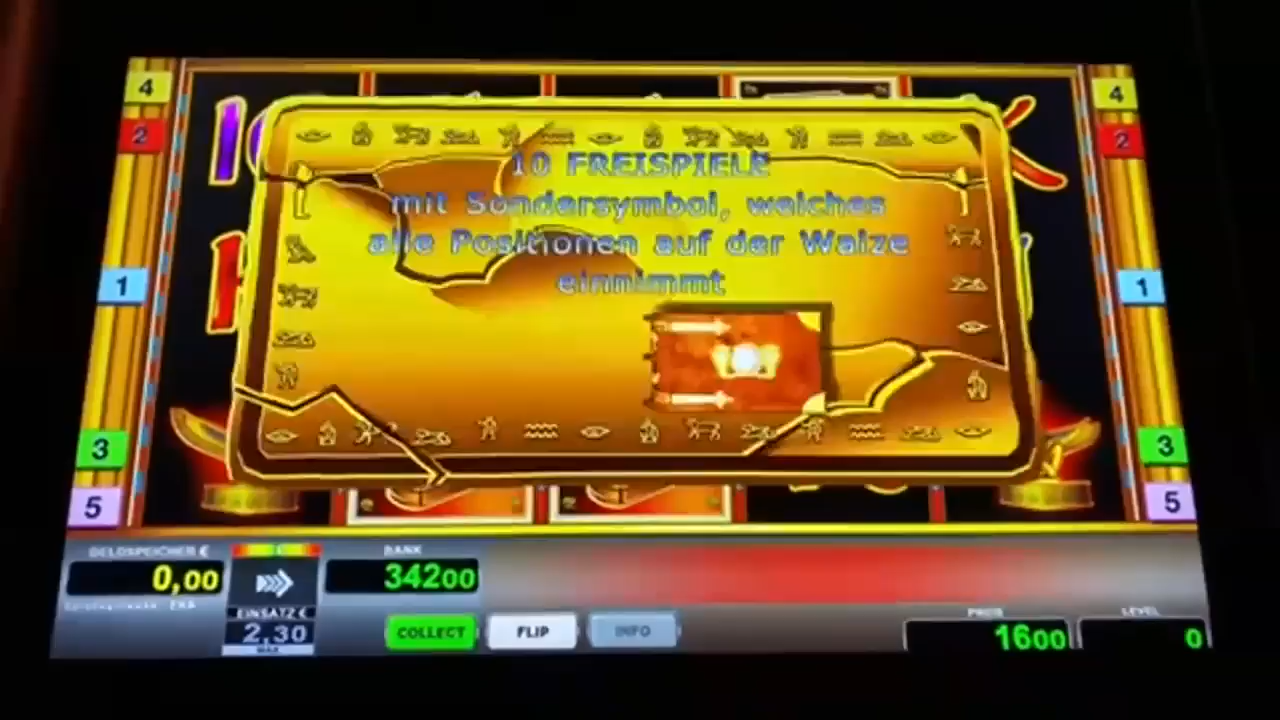 4
4
2
2
10 FREISPIELE
mit Sondersymbol, welches
alle Positionen auf der Walze
einnimmt
1
1
3
3
5
5
GELDSPEICHER €
BANK
0,00
34200
EINSATZ €
2,30
MAX
COLLECT
FLIP
INFO
PREIS
LEVEL
1600
0